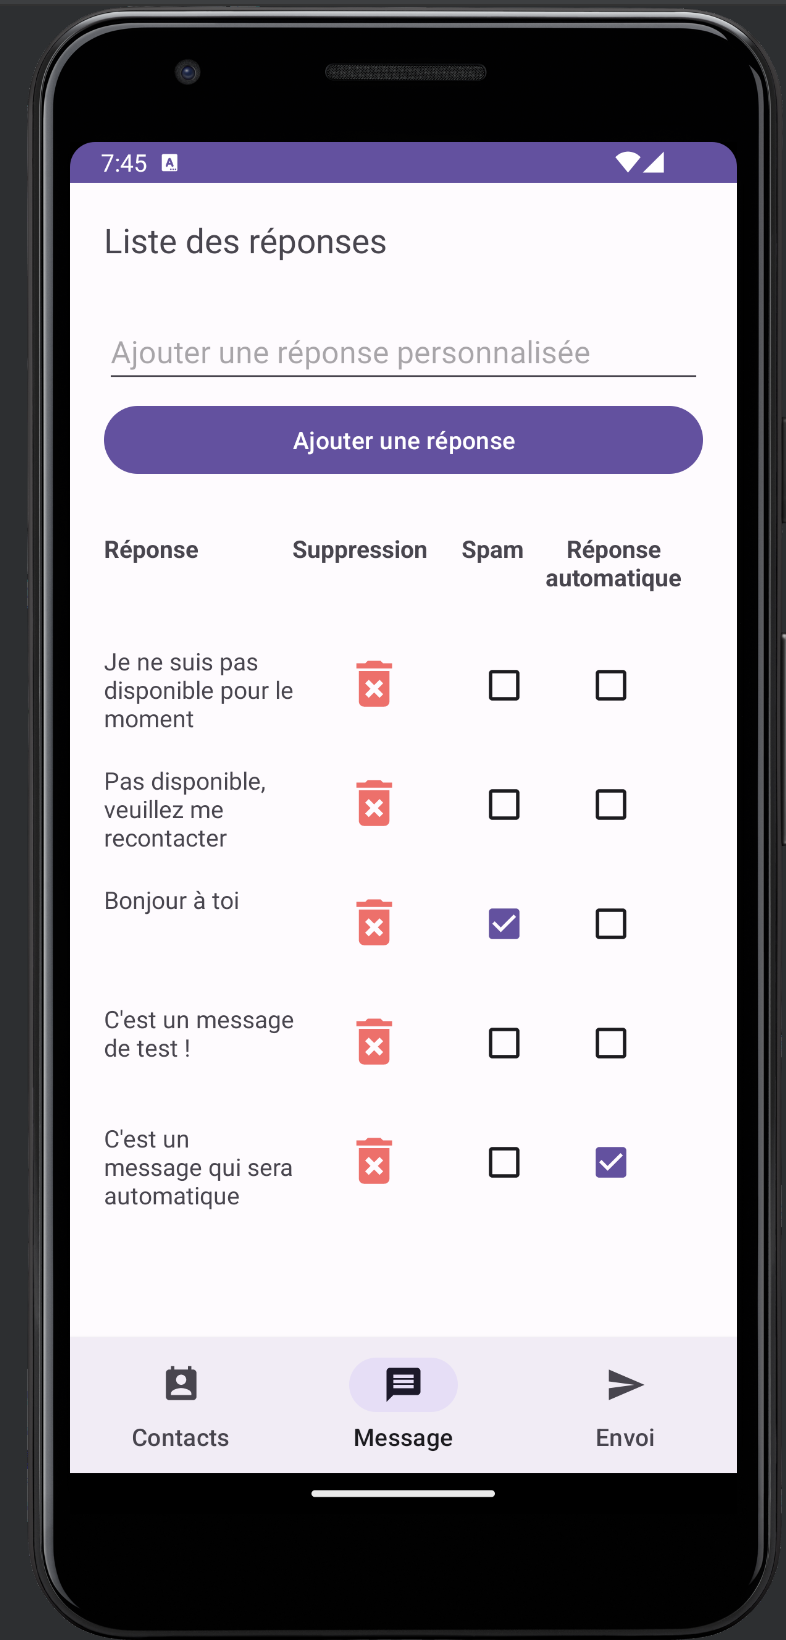 7:45 A
Liste des réponses
Ajouter une réponse personnalisée
Ajouter une réponse
Réponse Suppression Spam Réponse
automatique
Je ne suis pas
disponible pour le
moment
Pas disponible,
veuillez me
recontacter
Bonjour à toi
C'est un message
de test !
C'est un
message qui sera
automatique
Contacts Message Envoi